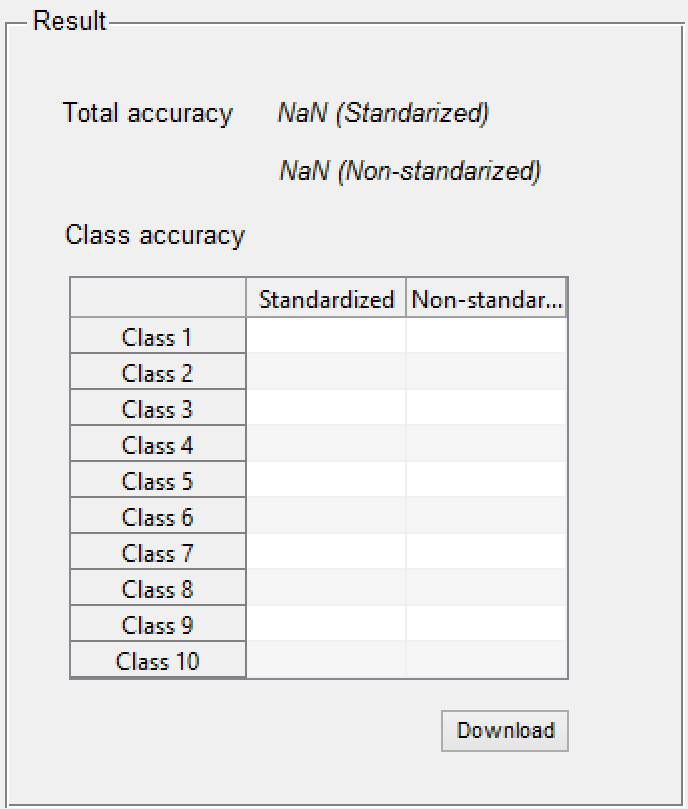 Result
Total accuracy NaN (Standarized)
NaN (Non-standarized)
Class accuracy
Standardized Non-standar...
Class 1
Class 2
Class 3
Class 4
Class 5
Class 6
Class 7
Class 8
Class 9
Class 10
Download